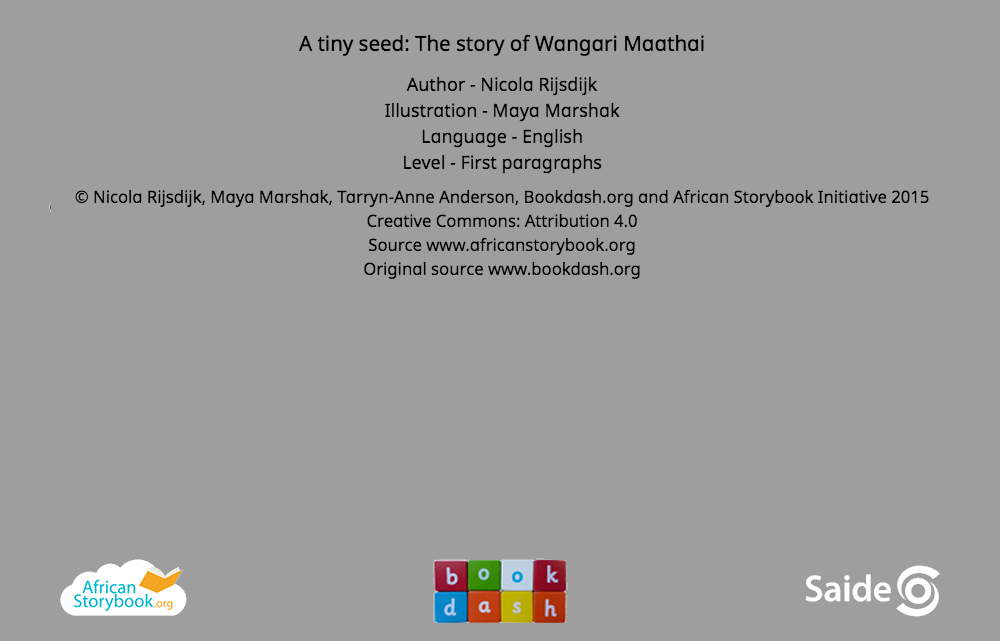 A tiny seed: The story of Wangari Maathai
Author - Nicola Rijsdijk
Illustration - Maya Marshak
Language - English
Level - First paragraphs
© Nicola Rijsdijk, Maya Marshak, Tarryn-Anne Anderson, Bookdash.org and African Storybook Initiative 2015
Creative Commons: Attribution 4.0
Source www.africanstorybook.org
Original source www.bookdash.org
African
Storybook.org
book
dash
Saide